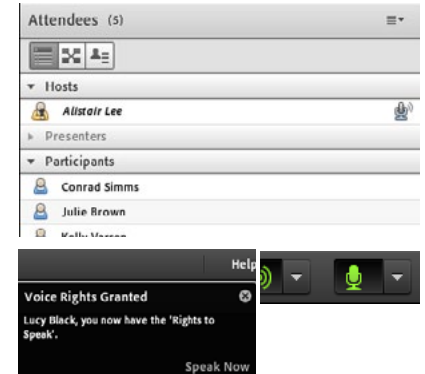 Attendees (5)
Hosts
Alistair Lee
Presenters
Participants
Conrad Simms
Julie Brown
Kelly
Help
Voice Rights Granted
Lucy Black, you now have the 'Rights to
Speak'.
Speak Now